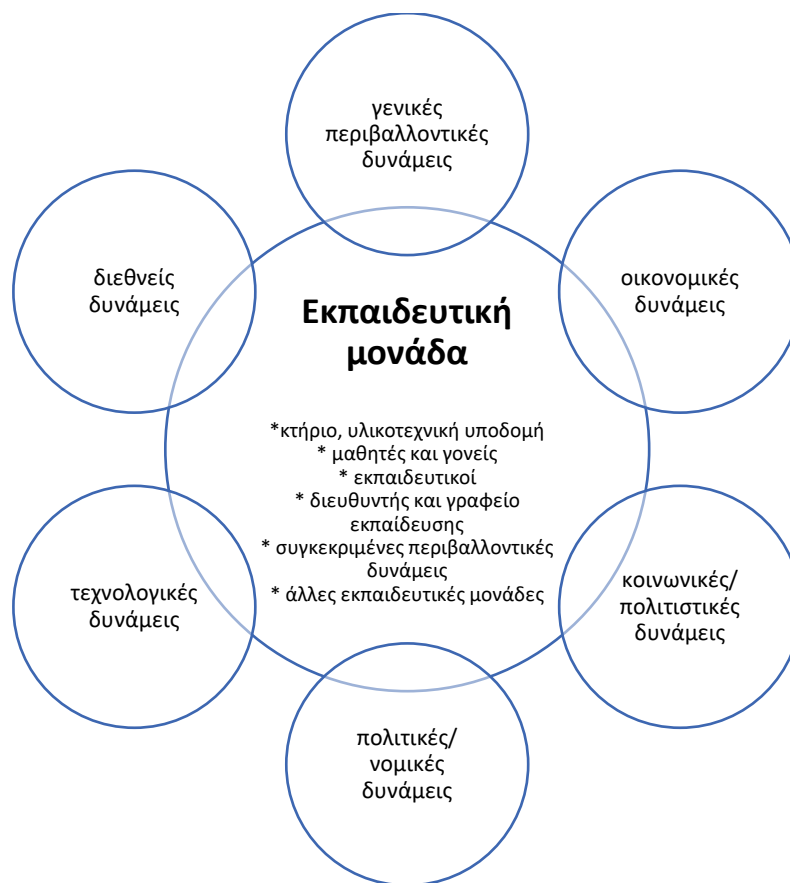 γενικές
περιβαλλοντικές
δυνάμεις
διεθνείς
δυνάμεις
οικονομικές
δυνάμεις
Εκπαιδευτική
μονάδα
*κτήριο, υλικοτεχνική υποδομή
* μαθητές και γονείς
* εκπαιδευτικοί
* διευθυντής και γραφείο
εκπαίδευσης
* συγκεκριμένες περιβαλλοντικές
δυνάμεις
* άλλες εκπαιδευτικές μονάδες
τεχνολογικές
δυνάμεις
κοινωνικές/
πολιτιστικές
δυνάμεις
πολιτικές/
νομικές
δυνάμεις